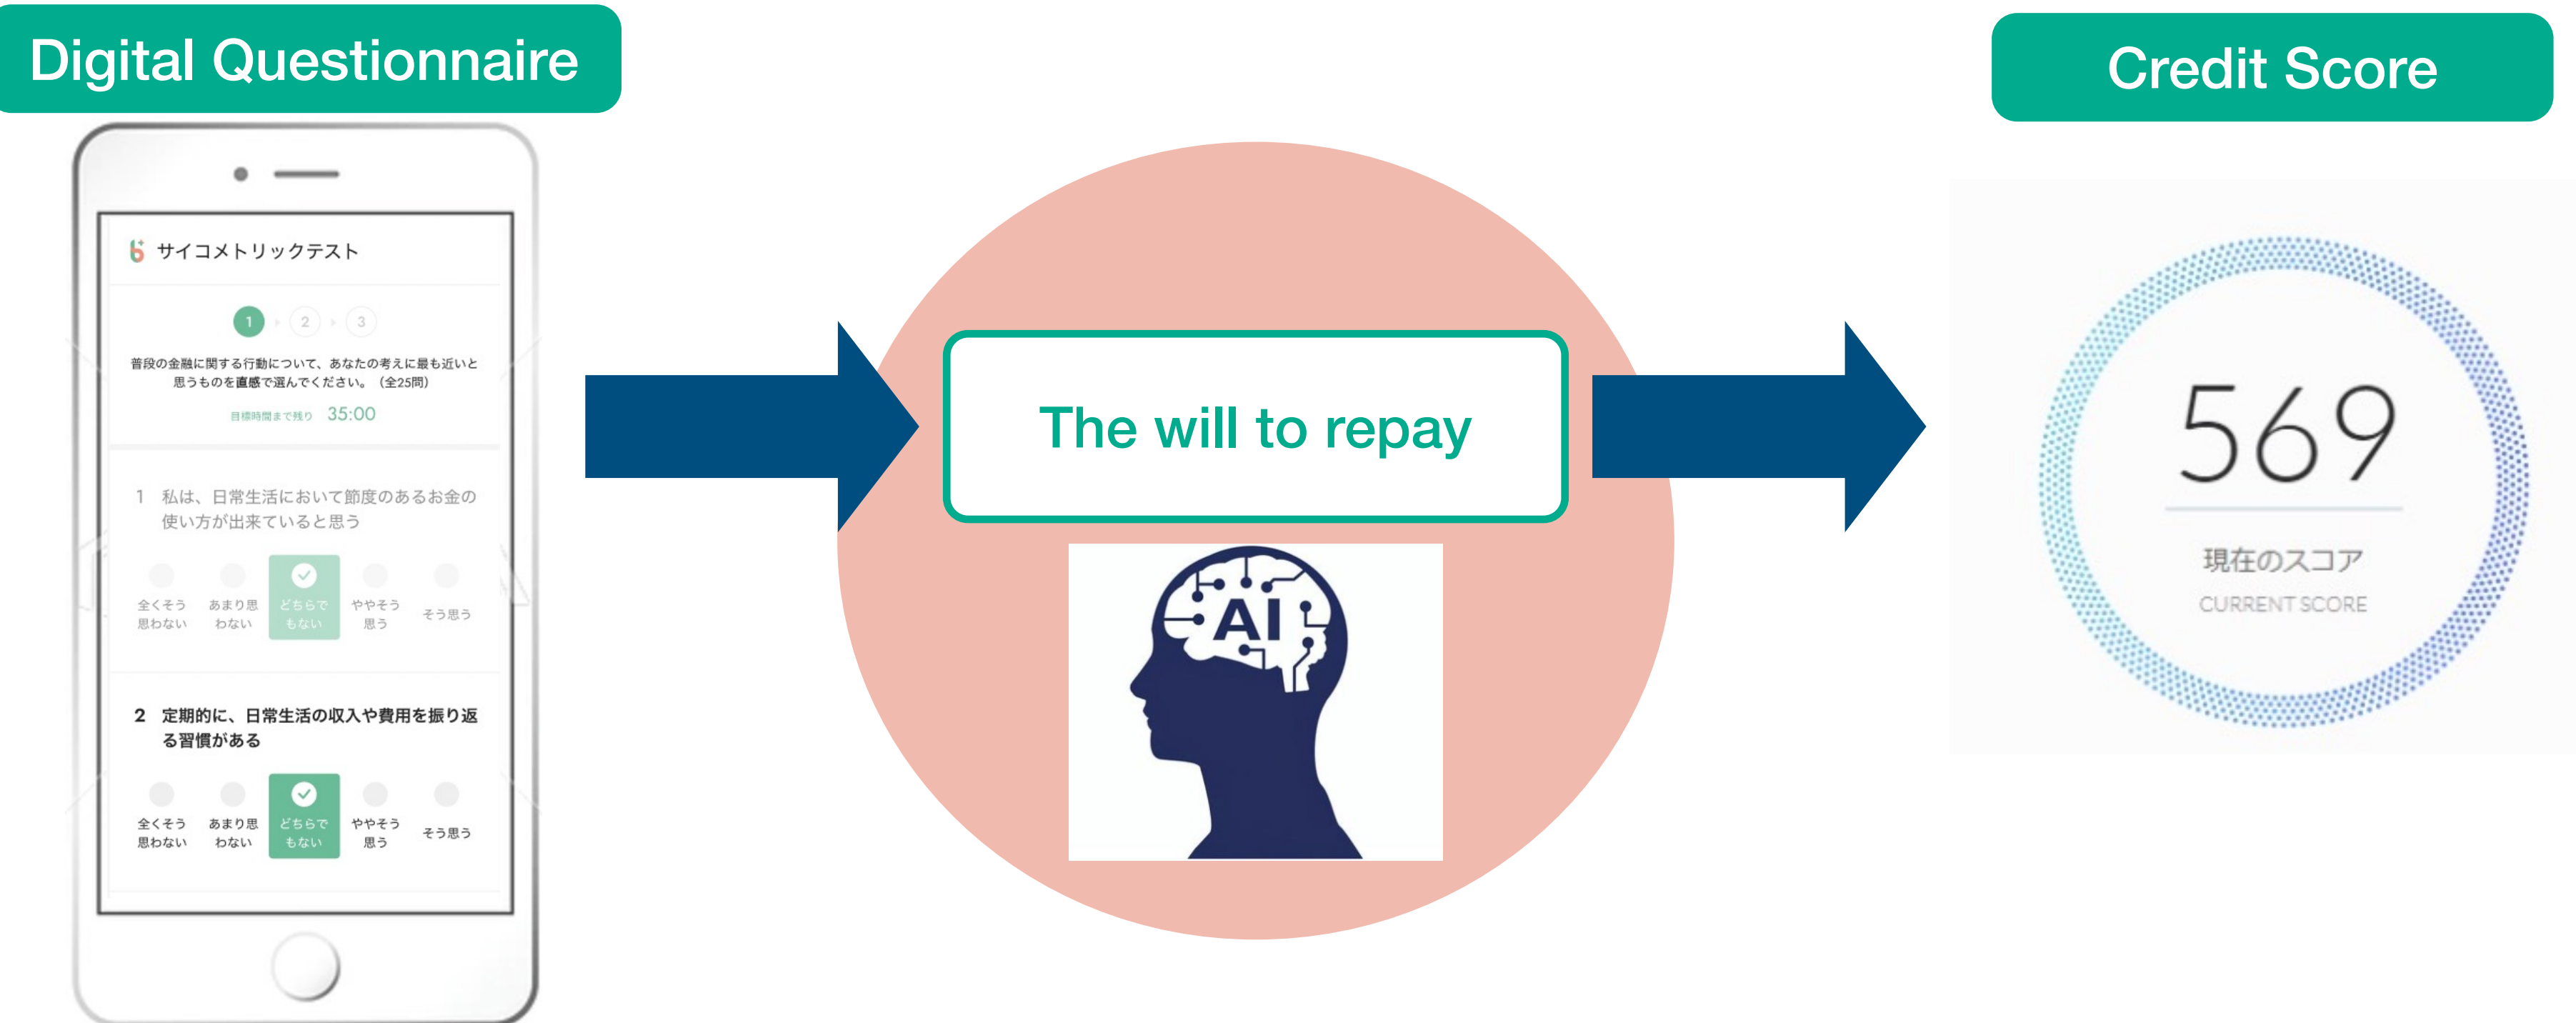 Digital Questionnaire
サイコメトリックテスト
1 2 3
普段の金融に関する行動について、あなたの考えに最も近いと
思うものを直感で選んでください。（全25問）
目標時間まで残り 35:00
1 私は、日常生活において節度のあるお金の
使い方が出来ていると思う
全くそう あまり思 どちらで ややそう そう思う
思わない わない もない 思う
2 定期的に、日常生活の収入や費用を振り返
る習慣がある
全くそう あまり思 どちらで ややそう そう思う
思わない わない もない 思う
The will to repay
AI
Credit Score
569
現在のスコア
CURRENT SCORE